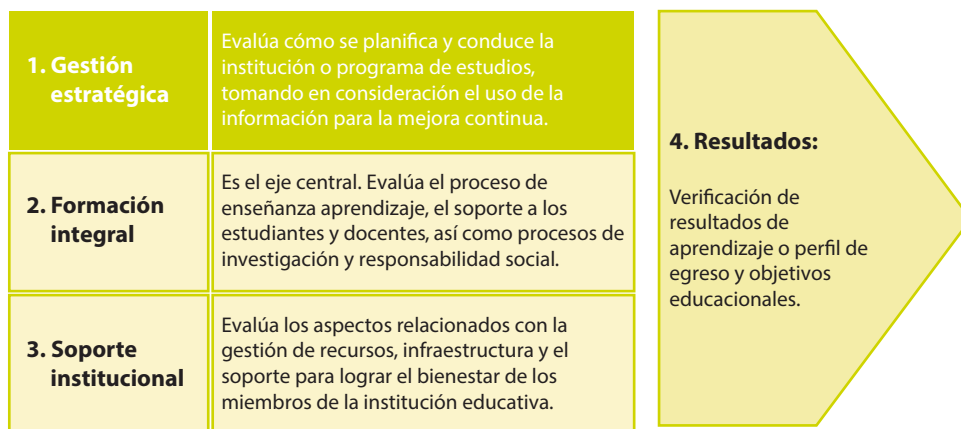 1. Gestión
estratégica
Evalúa cómo se planifica y conduce la
institución o programa de estudios,
tomando en consideración el uso de la
información para la mejora continua.
2. Formación
integral
Es el eje central. Evalúa el proceso de
enseñanza aprendizaje, el soporte a los
estudiantes y docentes, así como procesos de
investigación y responsabilidad social.
3. Soporte
institucional
Evalúa los aspectos relacionados con la
gestión de recursos, infraestructura y el
soporte para lograr el bienestar de los
miembros de la institución educativa.
4. Resultados:
Verificación de
resultados de
aprendizaje o perfil de
egreso y objetivos
educacionales.